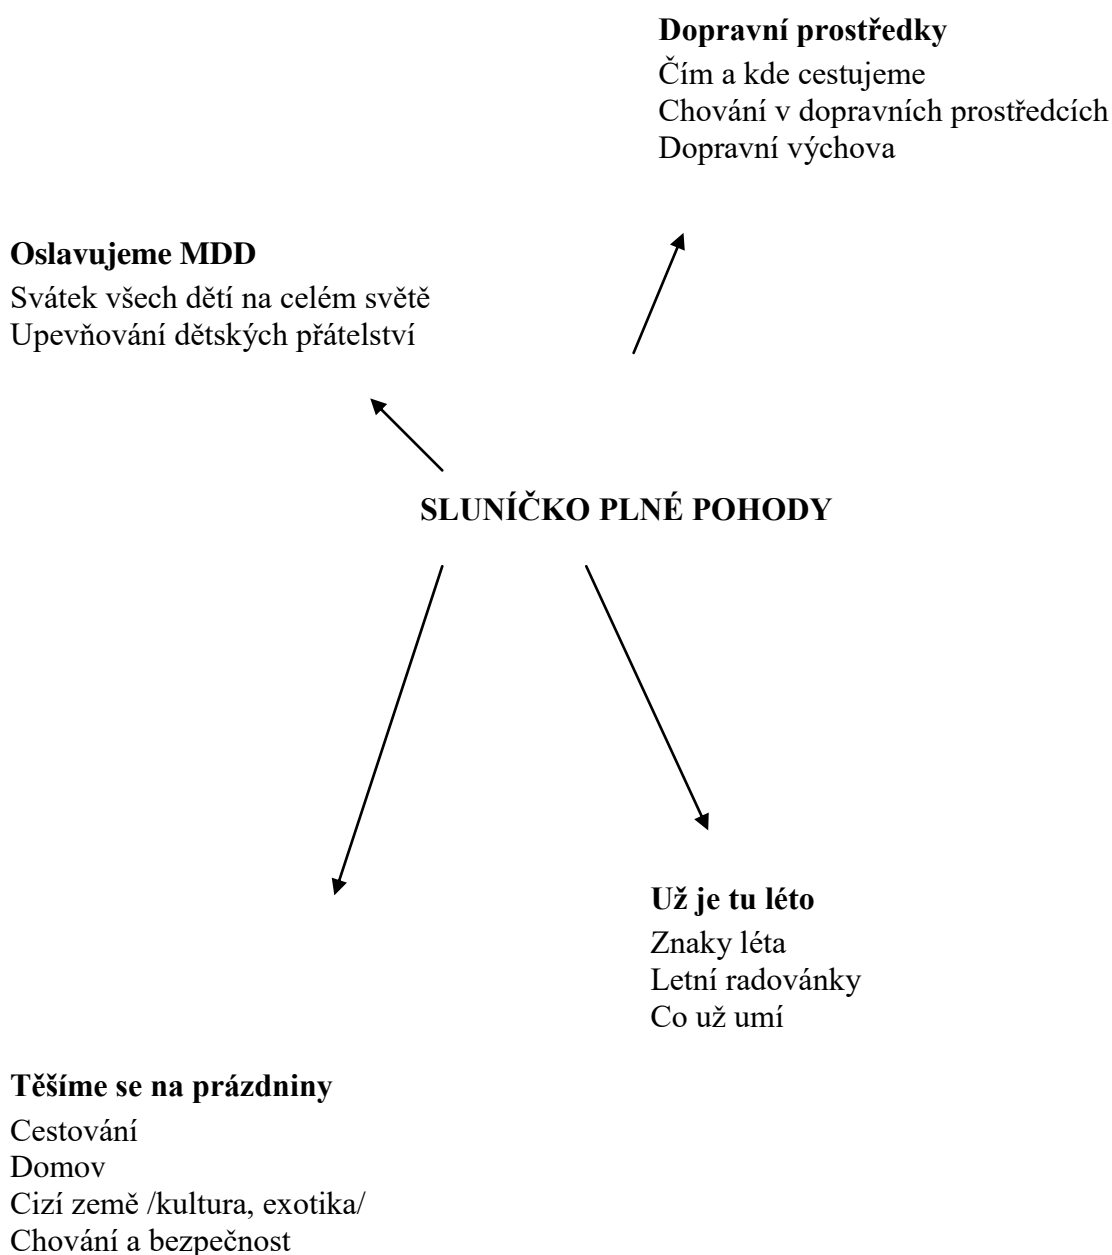 Dopravní prostředky
Čím a kde cestujeme
Chování v dopravních prostředcích
Dopravní výchova
Oslavujeme MDD
Svátek všech dětí na celém světě
Upevňování dětských přátelství
SLUNÍČKO PLNÉ POHODY
Už je tu léto
Znaky léta
Letní radovánky
Co už umí
Těšíme se na prázdniny
Cestování
Domov
Cizí země /kultura, exotika/
Chování a bezpečnost